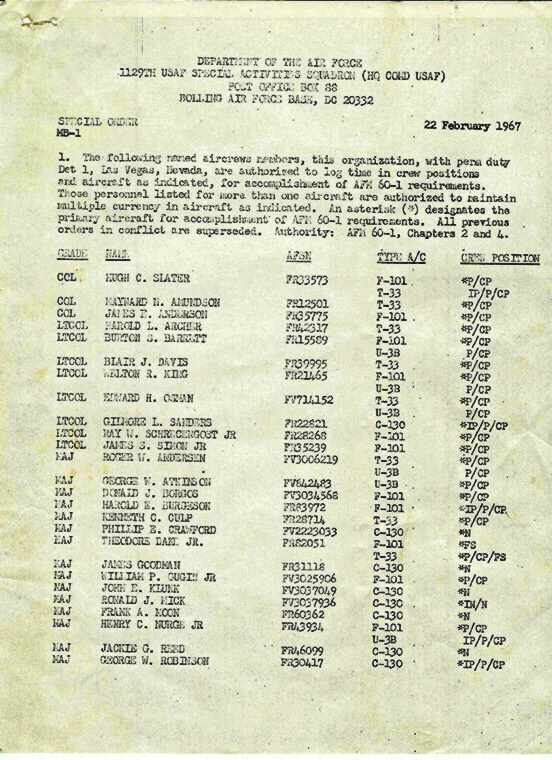 DEPARTMENT OF THE AIR FORCE
1129TH USAF SPECIAL ACTIVITIES SQUADRON (HQ COMD USAF)
POST OFFICE BOX 88
BOLLING AIR FORCE BASE, DC 20332
SPECIAL ORDER
MB-1
22 February 1967
1. The following named aircrews members, this organization, with perm duty
Det 1, Las Vegas, Nevada, are authorized to log time in crew positions
and aircraft as indicated, for accomplishment of AFM 60-1 requirements.
Those personnel listed for more than one aircraft are authorized to maintain
multiple currency in aircraft as indicated. An asterisk (*) designates the
primary aircraft for accomplishment of AFM 60-1 requirements. All previous
orders in conflict are superseded. Authority: AFM 60-1, Chapters 2 and 4.
GRADE NAME AFSN TYPE A/C CREW POSITION
COL HUGH C. SLATER FR33573 F-101 *P/CP
T-33 IP/P/CP
COL MAYNARD N. AMUNDSON FR12501 T-33 *P/CP
COL JAMES E. ANDERSON FR35775 F-101 *P/CP
LTCOL HAROLD L. ARCHER FR42317 T-33 *P/CP
LTCOL BURTON S. BARRETT FR15589 F-101 *P/CP
U-3B P/CP
LTCOL BLAIR J. DAVIS FR39995 T-33 *P/CP
LTCOL KELTON R. KING FR21465 F-101 *P/CP
U-3B P/CP
LTCOL EDWARD H. OSMAN FV714152 T-33 *P/CP
U-3B P/CP
LTCOL GILMORE L. SANDERS FR22821 C-130 *IP/P/CP
LTCOL RAY W. SCHRECENGOST JR FR28268 F-101 *P/CP
LTCOL JAMES S. SIMON JR FR35239 F-101 *P/CP
MAJ ROGER W. ANDERSEN FV3006219 T-33 *P/CP
U-3B P/CP
MAJ GEORGE W. ATKINSON FV842483 U-3B *P/CP
MAJ DONALD J. BORGOS FV3034568 F-101 *P/CP
MAJ HAROLD E. BURGESON FR83972 F-101 *IP/P/CP
MAJ KENNETH C. CULP FR28714 T-33 *P/CP
MAJ PHILLIP E. CRAWFORD FV2223033 C-130 *N
MAJ THEODORE DAKE JR. FR82051 F-101 *FS
T-33 *P/CP/FS
MAJ JAMES GOODMAN FR31118 C-130 *N
MAJ WILLIAM P. GUGIN JR FV3025906 F-101 *P/CP
MAJ JOHN E. KLUNK FV3037049 C-130 *N
MAJ RONALD J. MICK FV3037936 C-130 *IN/N
MAJ FRANK A. MOON FR60362 C-130 *N
MAJ HENRY C. NURGE JR FR43934 F-101 *P/CP
U-3B IP/P/CP
MAJ JACKIE G. REED FR46099 C-130 *N
MAJ GEORGE W. ROBINSON FR30417 C-130 *IP/P/CP